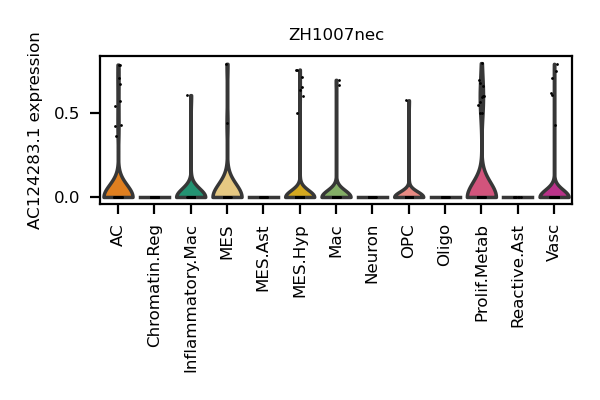 ZH1007nec
AC124283.1 expression
0.5
0.0
AC
Chromatin.Reg
Inflammatory.Mac
MES
MES.Ast
MES.Hyp
Mac
Neuron
OPC
Oligo
Prolif.Metab
Reactive.Ast
Vasc